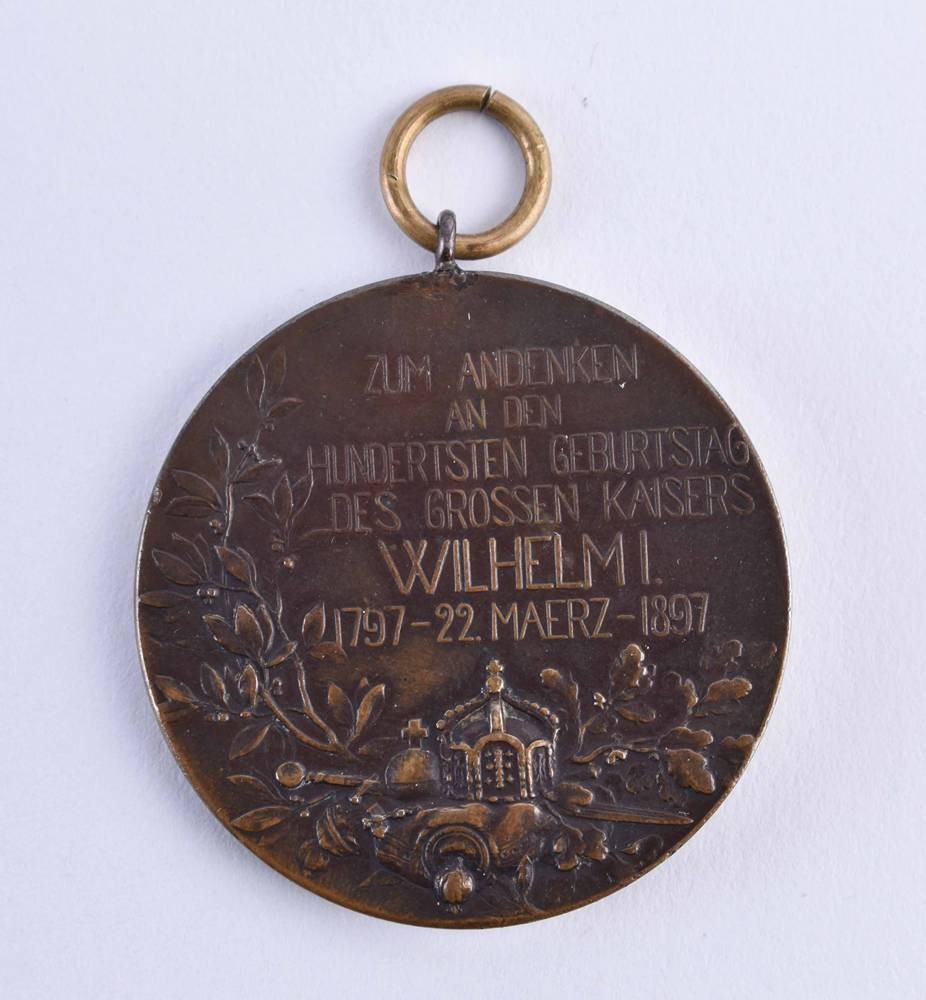 ZUM ANDENKEN
AN DEN
HUNDERTSTEN GEBURTSTAG
DES GROSSEN KAISERS
WILHELM I.
1797 – 22. MAERZ – 1897